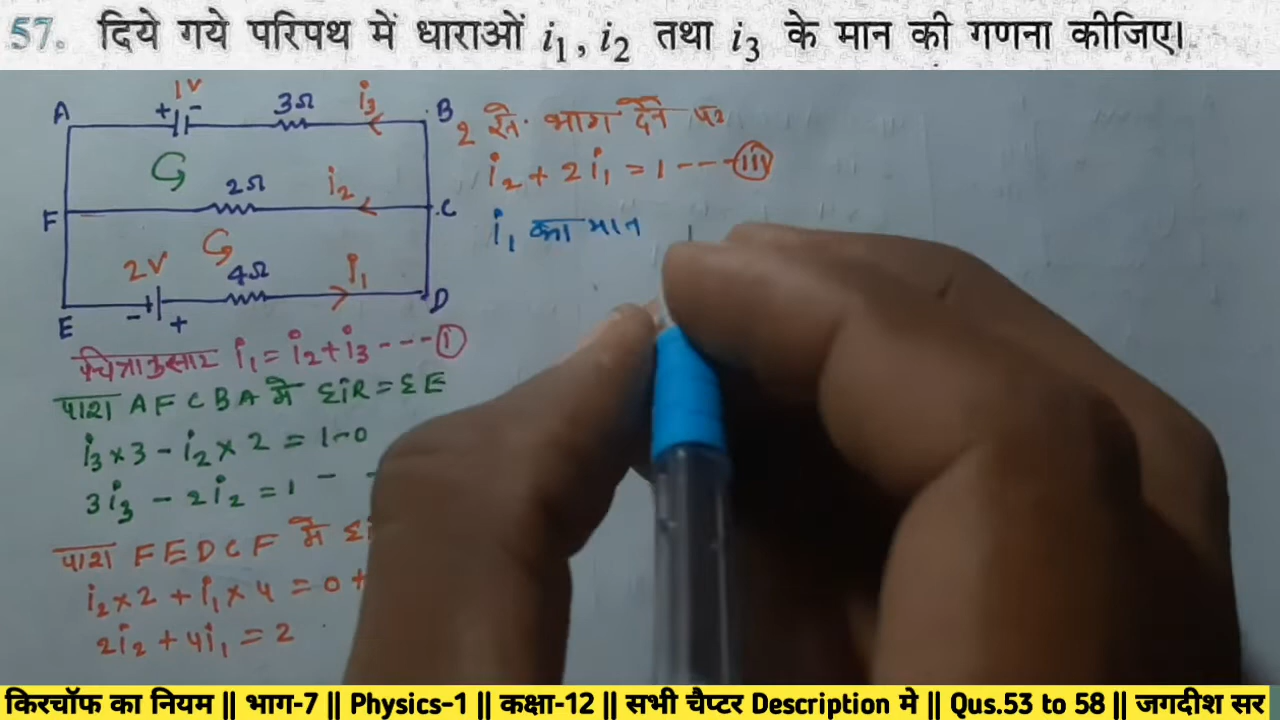 57. दिये गये परिपथ में धाराओं i₁, i₂ तथा i₃ के मान की गणना कीजिए।
A + 1V - 3Ω i₃ B
F 2Ω i₂ C
E 2V - + 4Ω i₁ D
चित्रानुसार i₁ = i₂ + i₃ --- (i)
पाश A F C B A मे ΣiR = ΣE
i₃ × 3 - i₂ × 2 = 1-0
3i₃ - 2i₂ = 1 -
पाश F E D C F मे
i₂ × 2 + i₁ × 4 = 0 +
2i₂ + 4i₁ = 2
2 से भाग देने पर
i₂ + 2i₁ = 1 --- (iii)
i₁ का मान
किरचॉफ का नियम || भाग-7 || Physics-1 || कक्षा-12 || सभी चैप्टर Description मे || Qus.53 to 58 || जगदीश सर